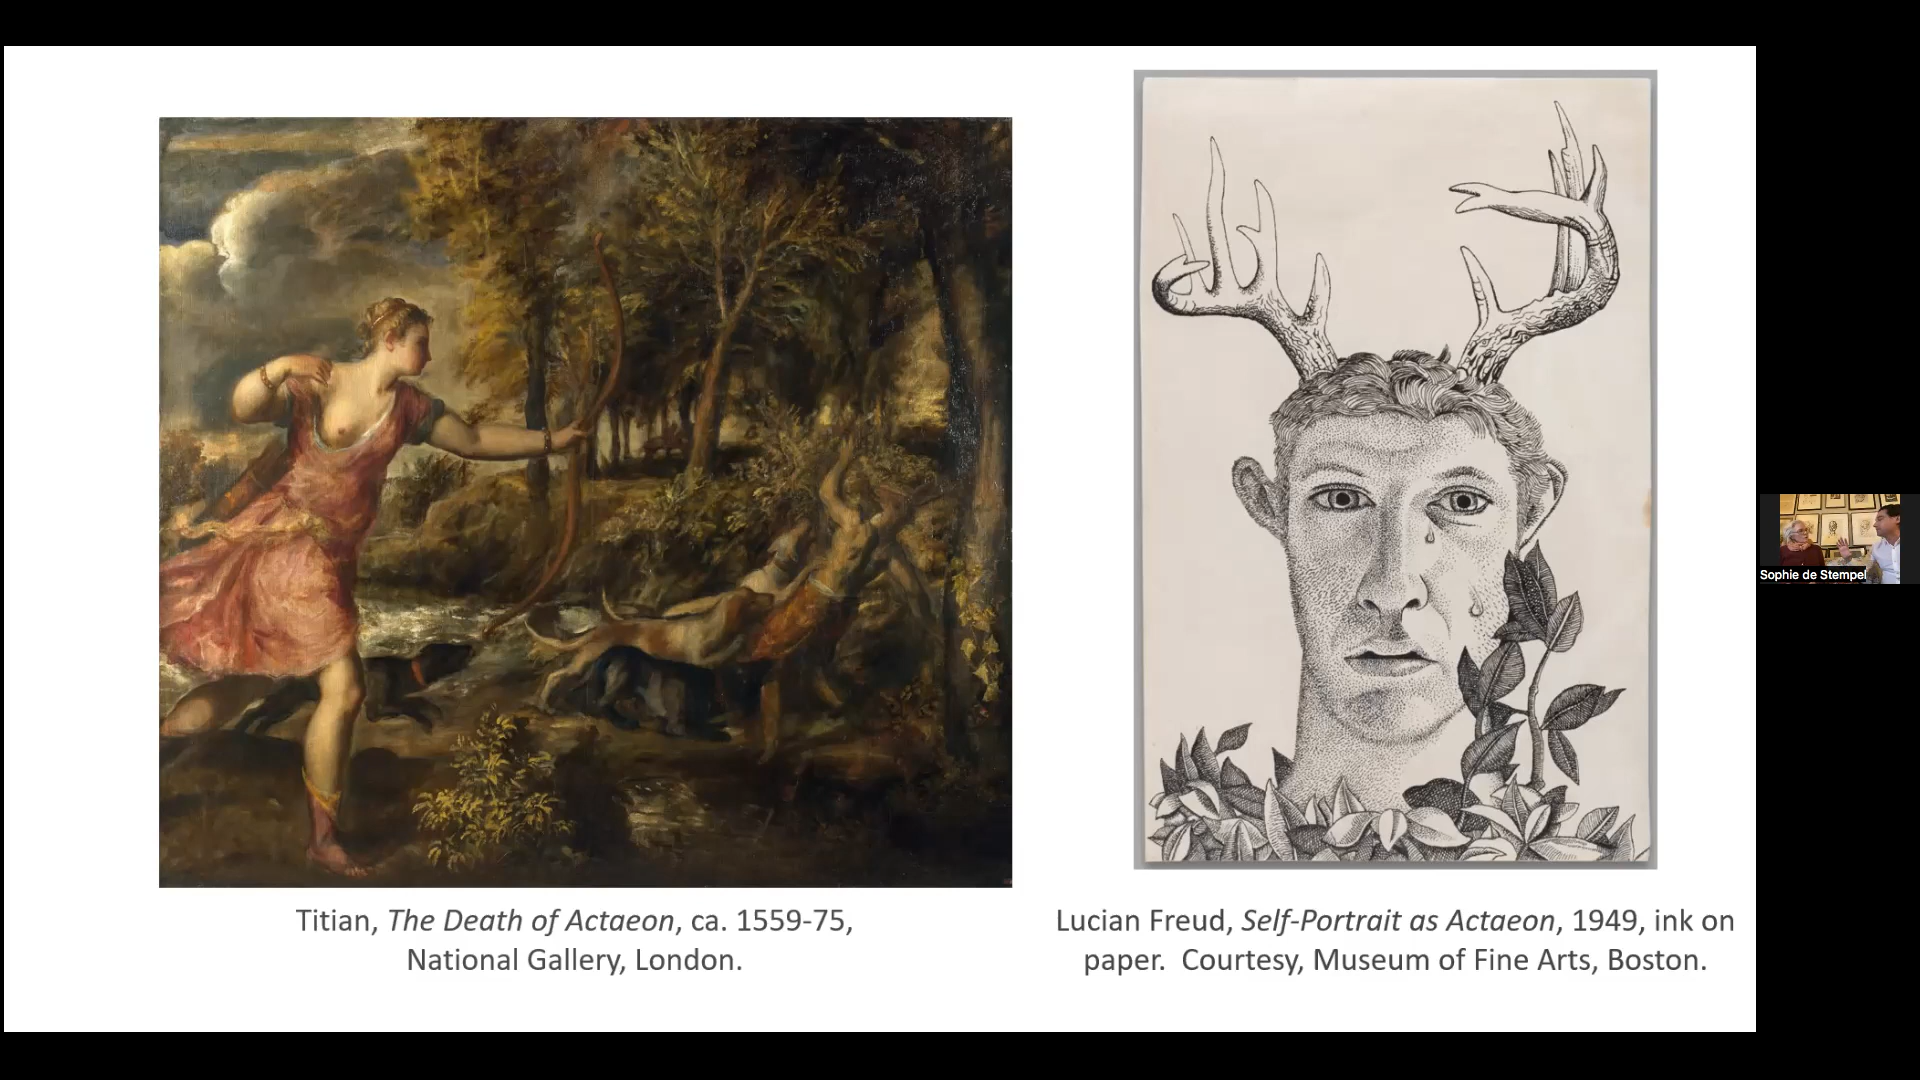 Titian, The Death of Actaeon, ca. 1559-75,
National Gallery, London.
Lucian Freud, Self-Portrait as Actaeon, 1949, ink on
paper.  Courtesy, Museum of Fine Arts, Boston.
Sophie de Stempel